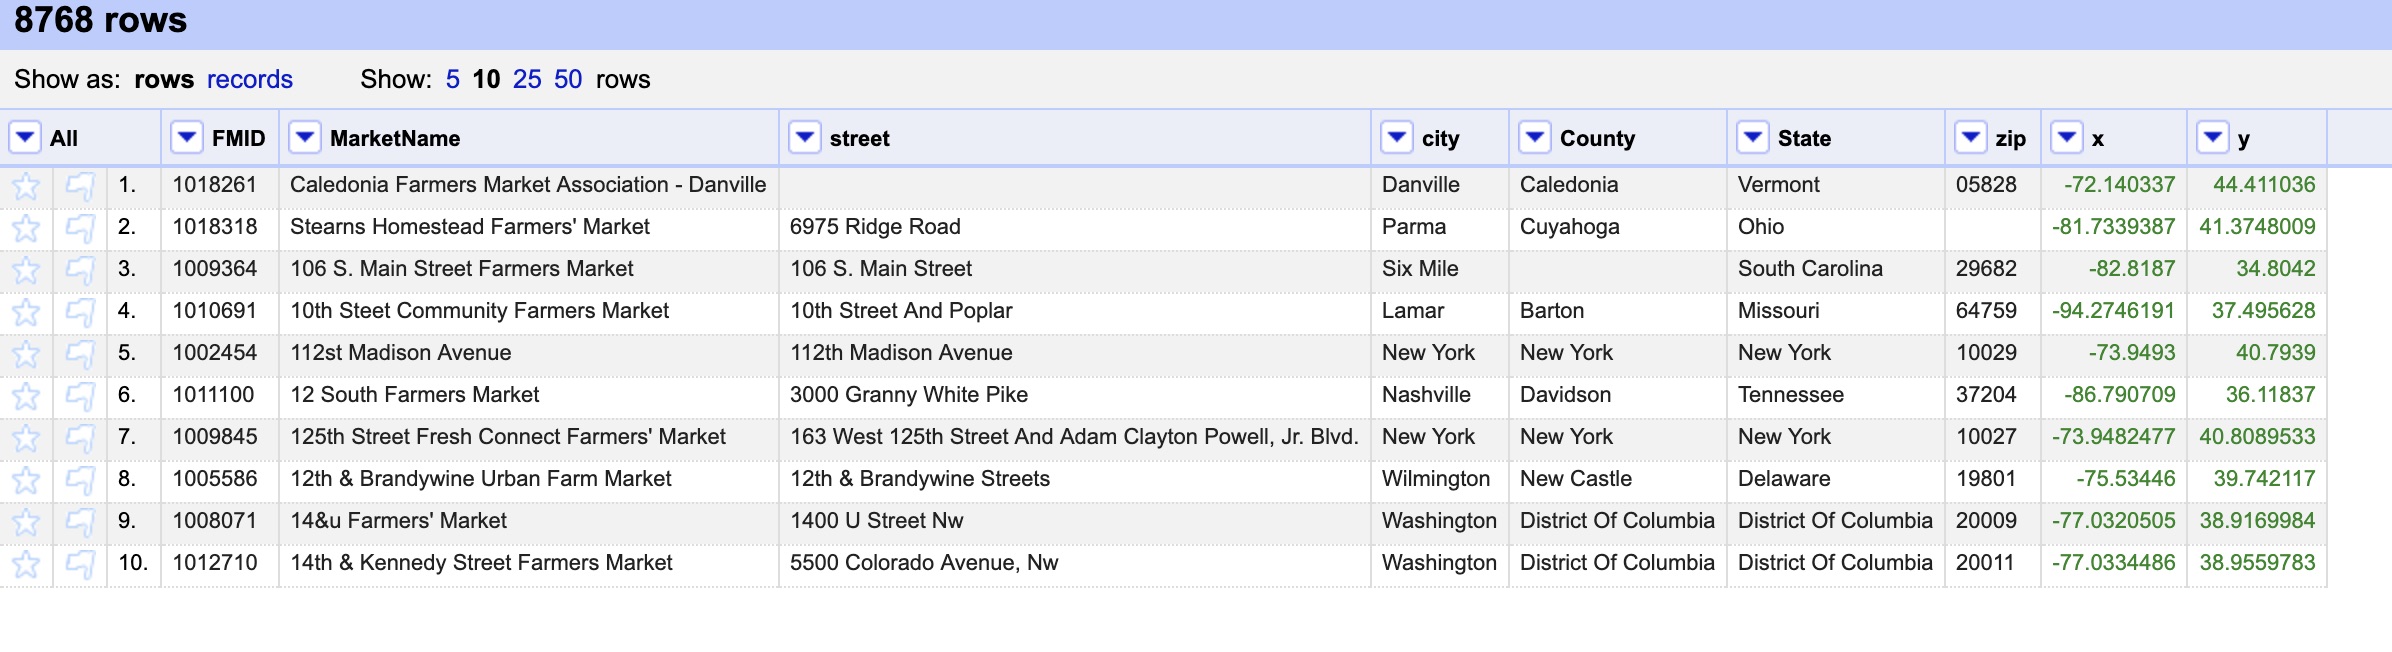 8768 rows
Show as: rows records Show: 5 10 25 50 rows
All FMID MarketName street city County State zip x y
1. 1018261 Caledonia Farmers Market Association - Danville Danville Caledonia Vermont 05828 -72.140337 44.411036
2. 1018318 Stearns Homestead Farmers' Market 6975 Ridge Road Parma Cuyahoga Ohio -81.7339387 41.3748009
3. 1009364 106 S. Main Street Farmers Market 106 S. Main Street Six Mile South Carolina 29682 -82.8187 34.8042
4. 1010691 10th Steet Community Farmers Market 10th Street And Poplar Lamar Barton Missouri 64759 -94.2746191 37.495628
5. 1002454 112st Madison Avenue 112th Madison Avenue New York New York New York 10029 -73.9493 40.7939
6. 1011100 12 South Farmers Market 3000 Granny White Pike Nashville Davidson Tennessee 37204 -86.790709 36.11837
7. 1009845 125th Street Fresh Connect Farmers' Market 163 West 125th Street And Adam Clayton Powell, Jr. Blvd. New York New York New York 10027 -73.9482477 40.8089533
8. 1005586 12th & Brandywine Urban Farm Market 12th & Brandywine Streets Wilmington New Castle Delaware 19801 -75.53446 39.742117
9. 1008071 14&u Farmers' Market 1400 U Street Nw Washington District Of Columbia District Of Columbia 20009 -77.0320505 38.9169984
10. 1012710 14th & Kennedy Street Farmers Market 5500 Colorado Avenue, Nw Washington District Of Columbia District Of Columbia 20011 -77.0334486 38.9559783